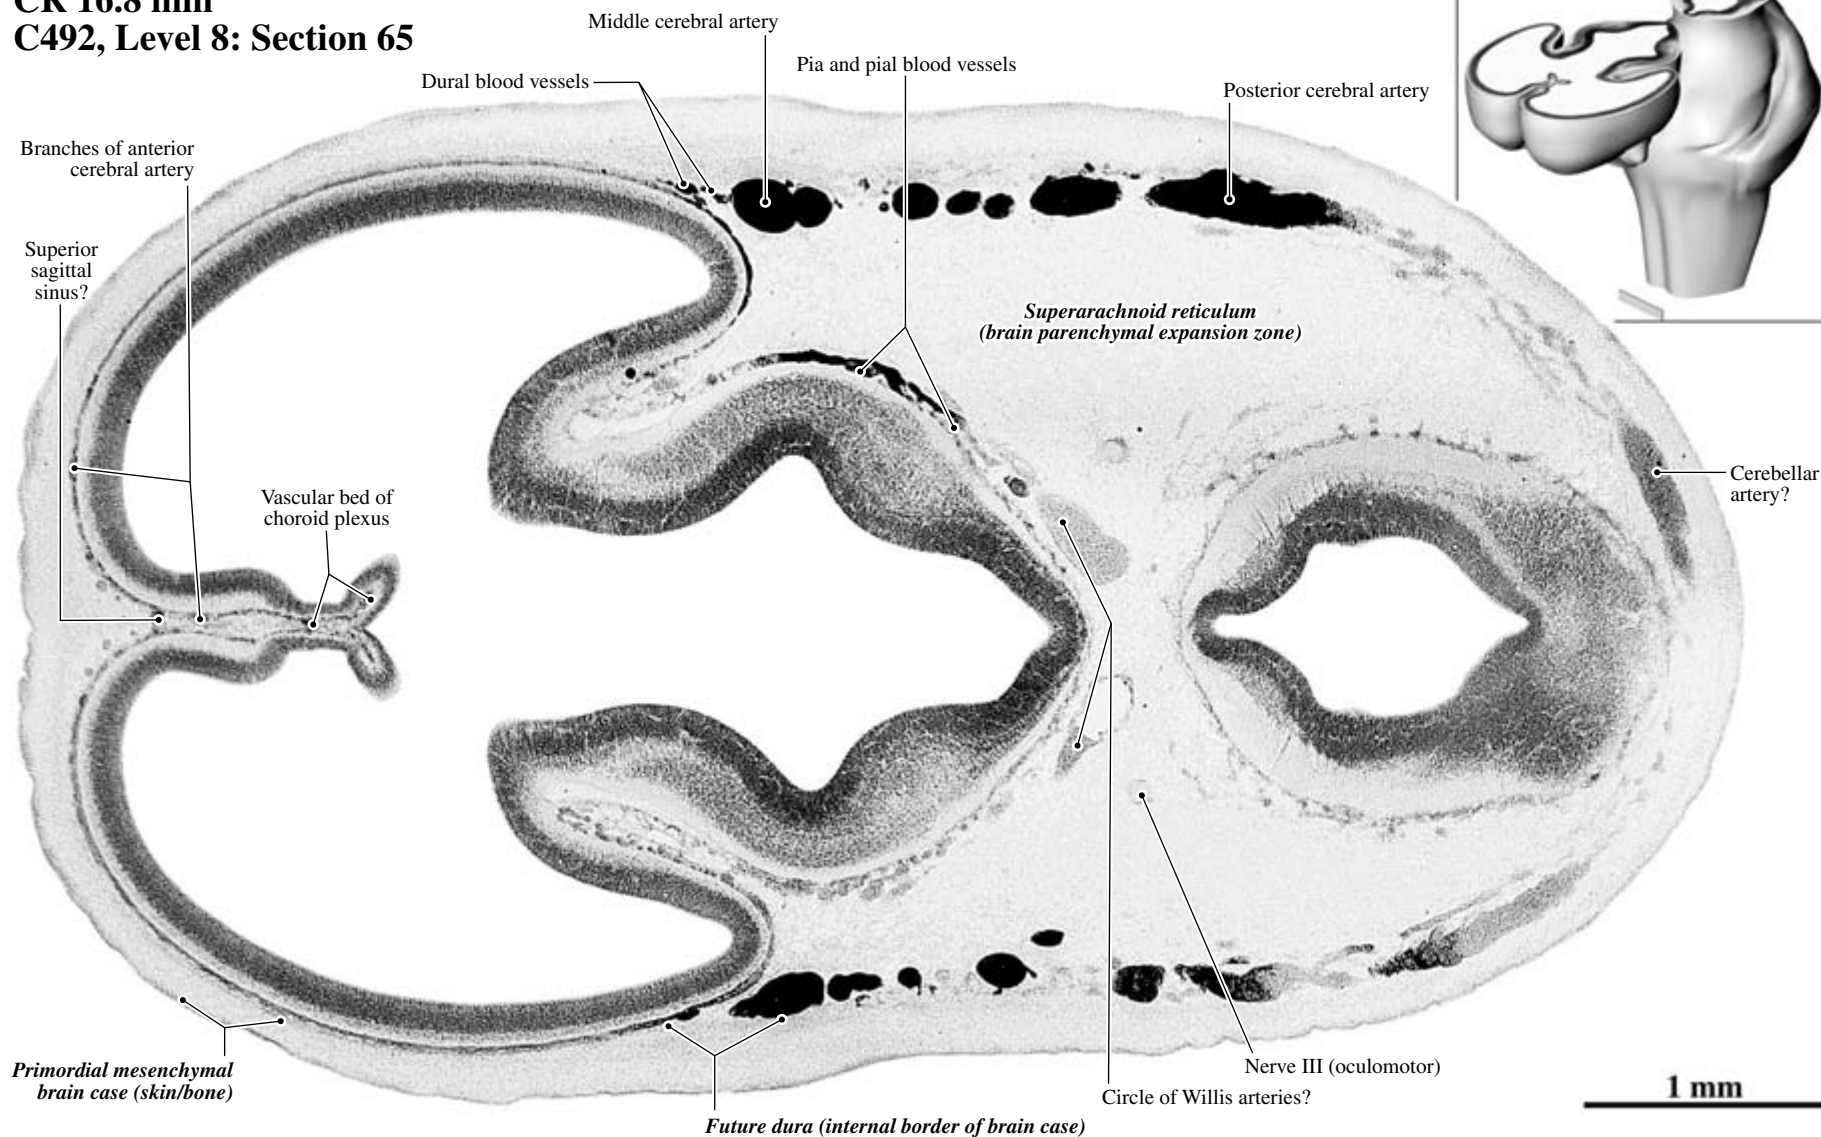 CR 16.8 mm
C492, Level 8: Section 65
Middle cerebral artery
Pia and pial blood vessels
Dural blood vessels
Posterior cerebral artery
Branches of anterior
cerebral artery
Superior
sagittal
sinus?
Superarachnoid reticulum
(brain parenchymal expansion zone)
Vascular bed of
choroid plexus
Cerebellar
artery?
Primordial mesenchymal
brain case (skin/bone)
Nerve III (oculomotor)
Circle of Willis arteries?
Future dura (internal border of brain case)
1 mm